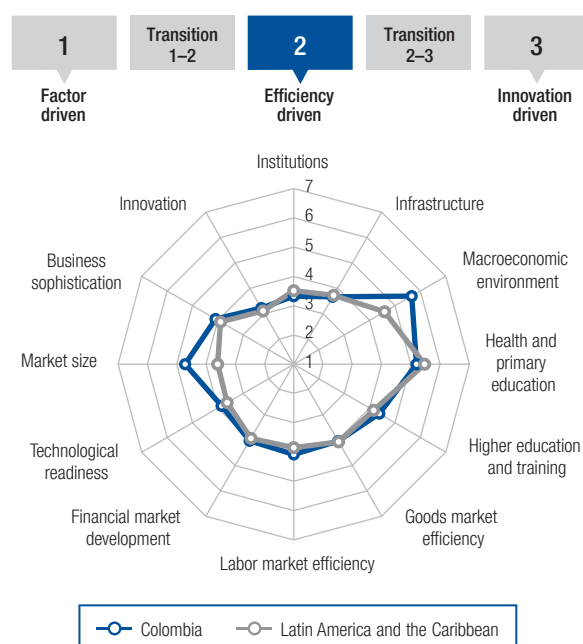 1
Transition
1–2
2
Transition
2–3
3
Factor
driven
Efficiency
driven
Innovation
driven
Institutions
7
Innovation
Infrastructure
6
5
Business
sophistication
Macroeconomic
environment
4
3
2
Market size
1
Health and
primary
education
Technological
readiness
Higher education
and training
Financial market
development
Goods market
efficiency
Labor market efficiency
Colombia
Latin America and the Caribbean